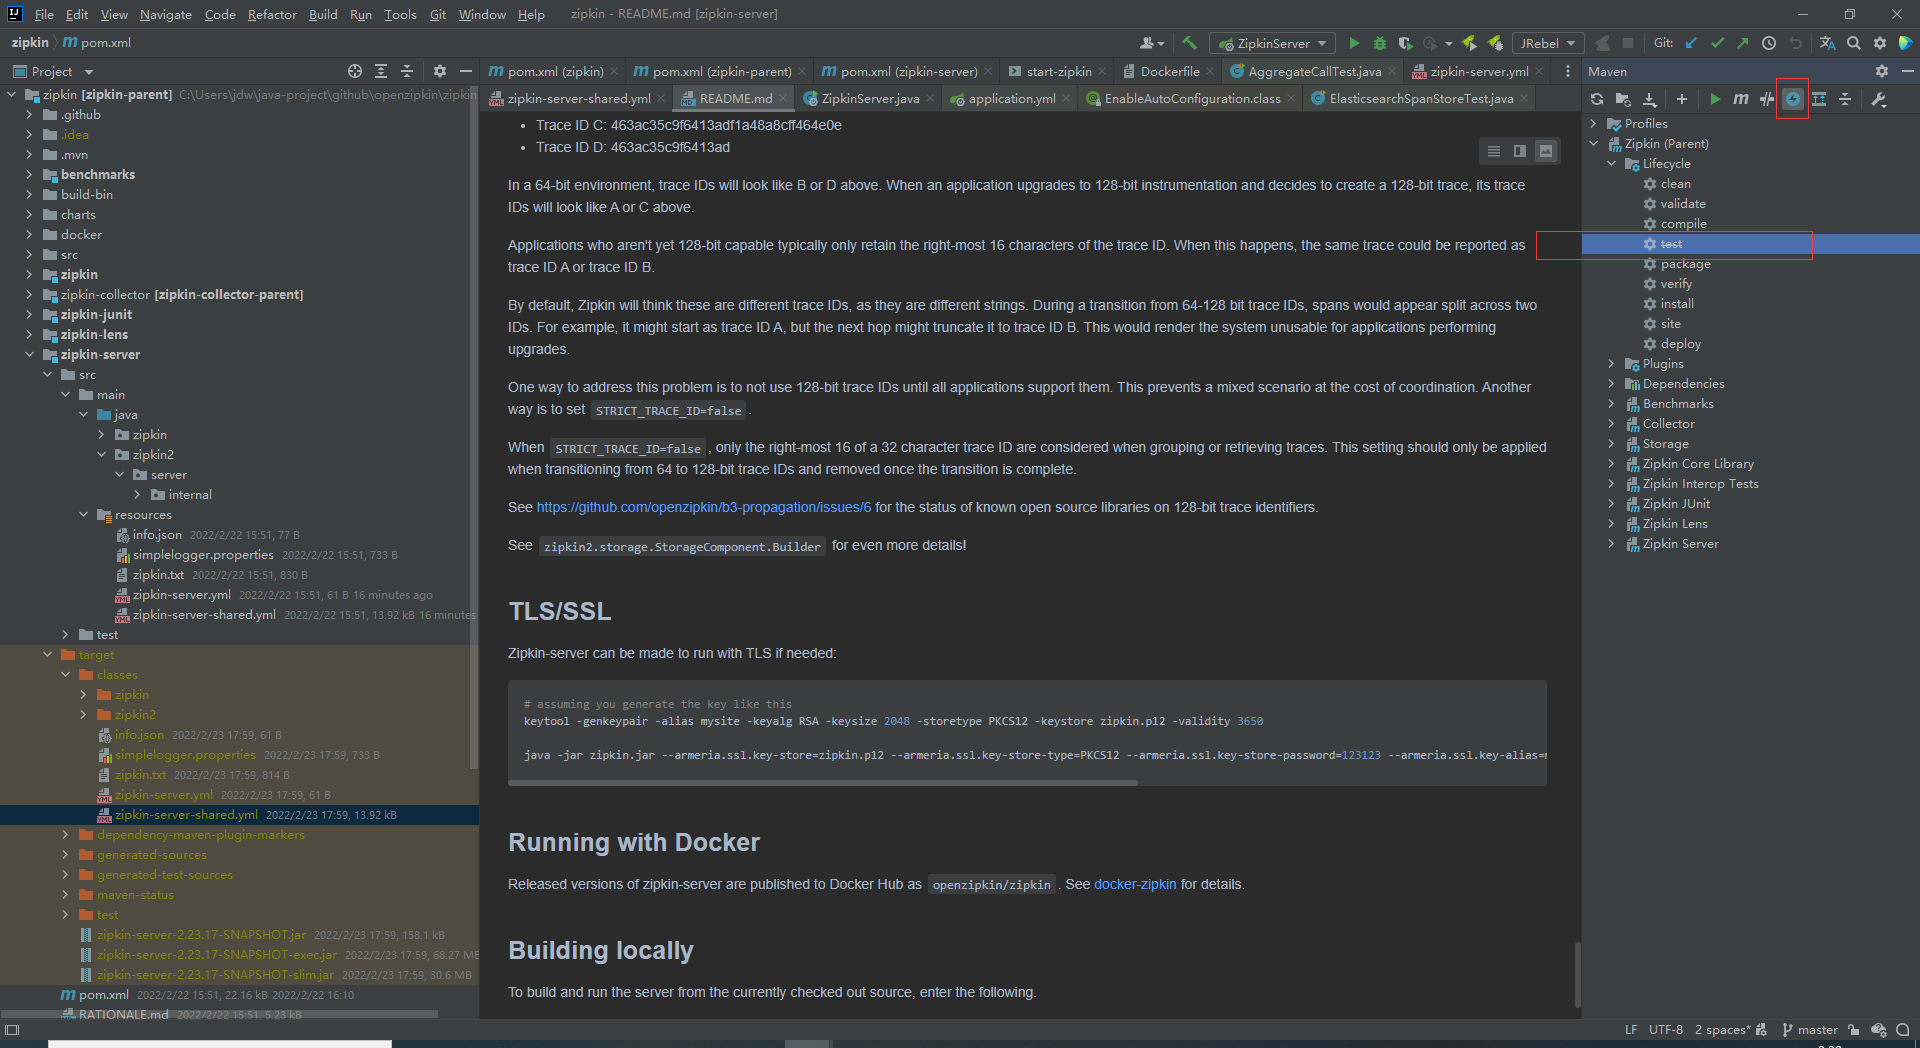 File Edit View Navigate Code Refactor Build Run Tools Git Window Help zipkin - README.md [zipkin-server]
zipkin pom.xml ZipkinServer JRebel Git:
Project
pom.xml (zipkin) pom.xml (zipkin-parent) pom.xml (zipkin-server) start-zipkin Dockerfile AggregateCallTest.java zipkin-server.yml
zipkin-server-shared.yml README.md ZipkinServer.java application.yml EnableAutoConfiguration.class ElasticsearchSpanStoreTest.java
zipkin [zipkin-parent] C:\Users\jdw\java-project\github\openzipkin\zipkin
.github
.idea
.mvn
benchmarks
build-bin
charts
docker
src
zipkin
zipkin-collector [zipkin-collector-parent]
zipkin-junit
zipkin-lens
zipkin-server
src
main
java
zipkin
zipkin2
server
internal
resources
info.json 2022/2/22 15:51, 77 B
simplelogger.properties 2022/2/22 15:51, 733 B
zipkin.txt 2022/2/22 15:51, 830 B
zipkin-server.yml 2022/2/22 15:51, 61 B 16 minutes ago
zipkin-server-shared.yml 2022/2/22 15:51, 13.92 kB 16 minutes
test
target
classes
zipkin
zipkin2
info.json 2022/2/23 17:59, 61 B
simplelogger.properties 2022/2/23 17:59, 733 B
zipkin.txt 2022/2/23 17:59, 814 B
zipkin-server.yml 2022/2/23 17:59, 61 B
zipkin-server-shared.yml 2022/2/23 17:59, 13.92 kB
dependency-maven-plugin-markers
generated-sources
generated-test-sources
maven-status
test
zipkin-server-2.23.17-SNAPSHOT.jar 2022/2/23 17:59, 158.1 kB
zipkin-server-2.23.17-SNAPSHOT-exec.jar 2022/2/23 17:59, 68.27 MB
zipkin-server-2.23.17-SNAPSHOT-slim.jar 2022/2/23 17:59, 30.6 MB
pom.xml 2022/2/22 15:51, 22.16 kB 2022/2/22 16:10
RATIONALE.md 2022/2/22 15:51, 5.23 kB
• Trace ID C: 463ac35c9f6413adf1a48a8cff464e0e
• Trace ID D: 463ac35c9f6413ad
In a 64-bit environment, trace IDs will look like B or D above. When an application upgrades to 128-bit instrumentation and decides to create a 128-bit trace, its trace
IDs will look like A or C above.
Applications who aren't yet 128-bit capable typically only retain the right-most 16 characters of the trace ID. When this happens, the same trace could be reported as
trace ID A or trace ID B.
By default, Zipkin will think these are different trace IDs, as they are different strings. During a transition from 64-128 bit trace IDs, spans would appear split across two
IDs. For example, it might start as trace ID A, but the next hop might truncate it to trace ID B. This would render the system unusable for applications performing
upgrades.
One way to address this problem is to not use 128-bit trace IDs until all applications support them. This prevents a mixed scenario at the cost of coordination. Another
way is to set STRICT_TRACE_ID=false .
When STRICT_TRACE_ID=false , only the right-most 16 of a 32 character trace ID are considered when grouping or retrieving traces. This setting should only be applied
when transitioning from 64 to 128-bit trace IDs and removed once the transition is complete.
See https://github.com/openzipkin/b3-propagation/issues/6 for the status of known open source libraries on 128-bit trace identifiers.
See zipkin2.storage.StorageComponent.Builder for even more details!
TLS/SSL
Zipkin-server can be made to run with TLS if needed:
# assuming you generate the key like this
keytool -genkeypair -alias mysite -keyalg RSA -keysize 2048 -storetype PKCS12 -keystore zipkin.p12 -validity 3650
java -jar zipkin.jar --armeria.ssl.key-store=zipkin.p12 --armeria.ssl.key-store-type=PKCS12 --armeria.ssl.key-store-password=123123 --armeria.ssl.key-alias=
Running with Docker
Released versions of zipkin-server are published to Docker Hub as openzipkin/zipkin . See docker-zipkin for details.
Building locally
To build and run the server from the currently checked out source, enter the following.
Maven
Profiles
Zipkin (Parent)
Lifecycle
clean
validate
compile
test
package
verify
install
site
deploy
Plugins
Dependencies
Benchmarks
Collector
Storage
Zipkin Core Library
Zipkin Interop Tests
Zipkin JUnit
Zipkin Lens
Zipkin Server
LF UTF-8 2 spaces* master